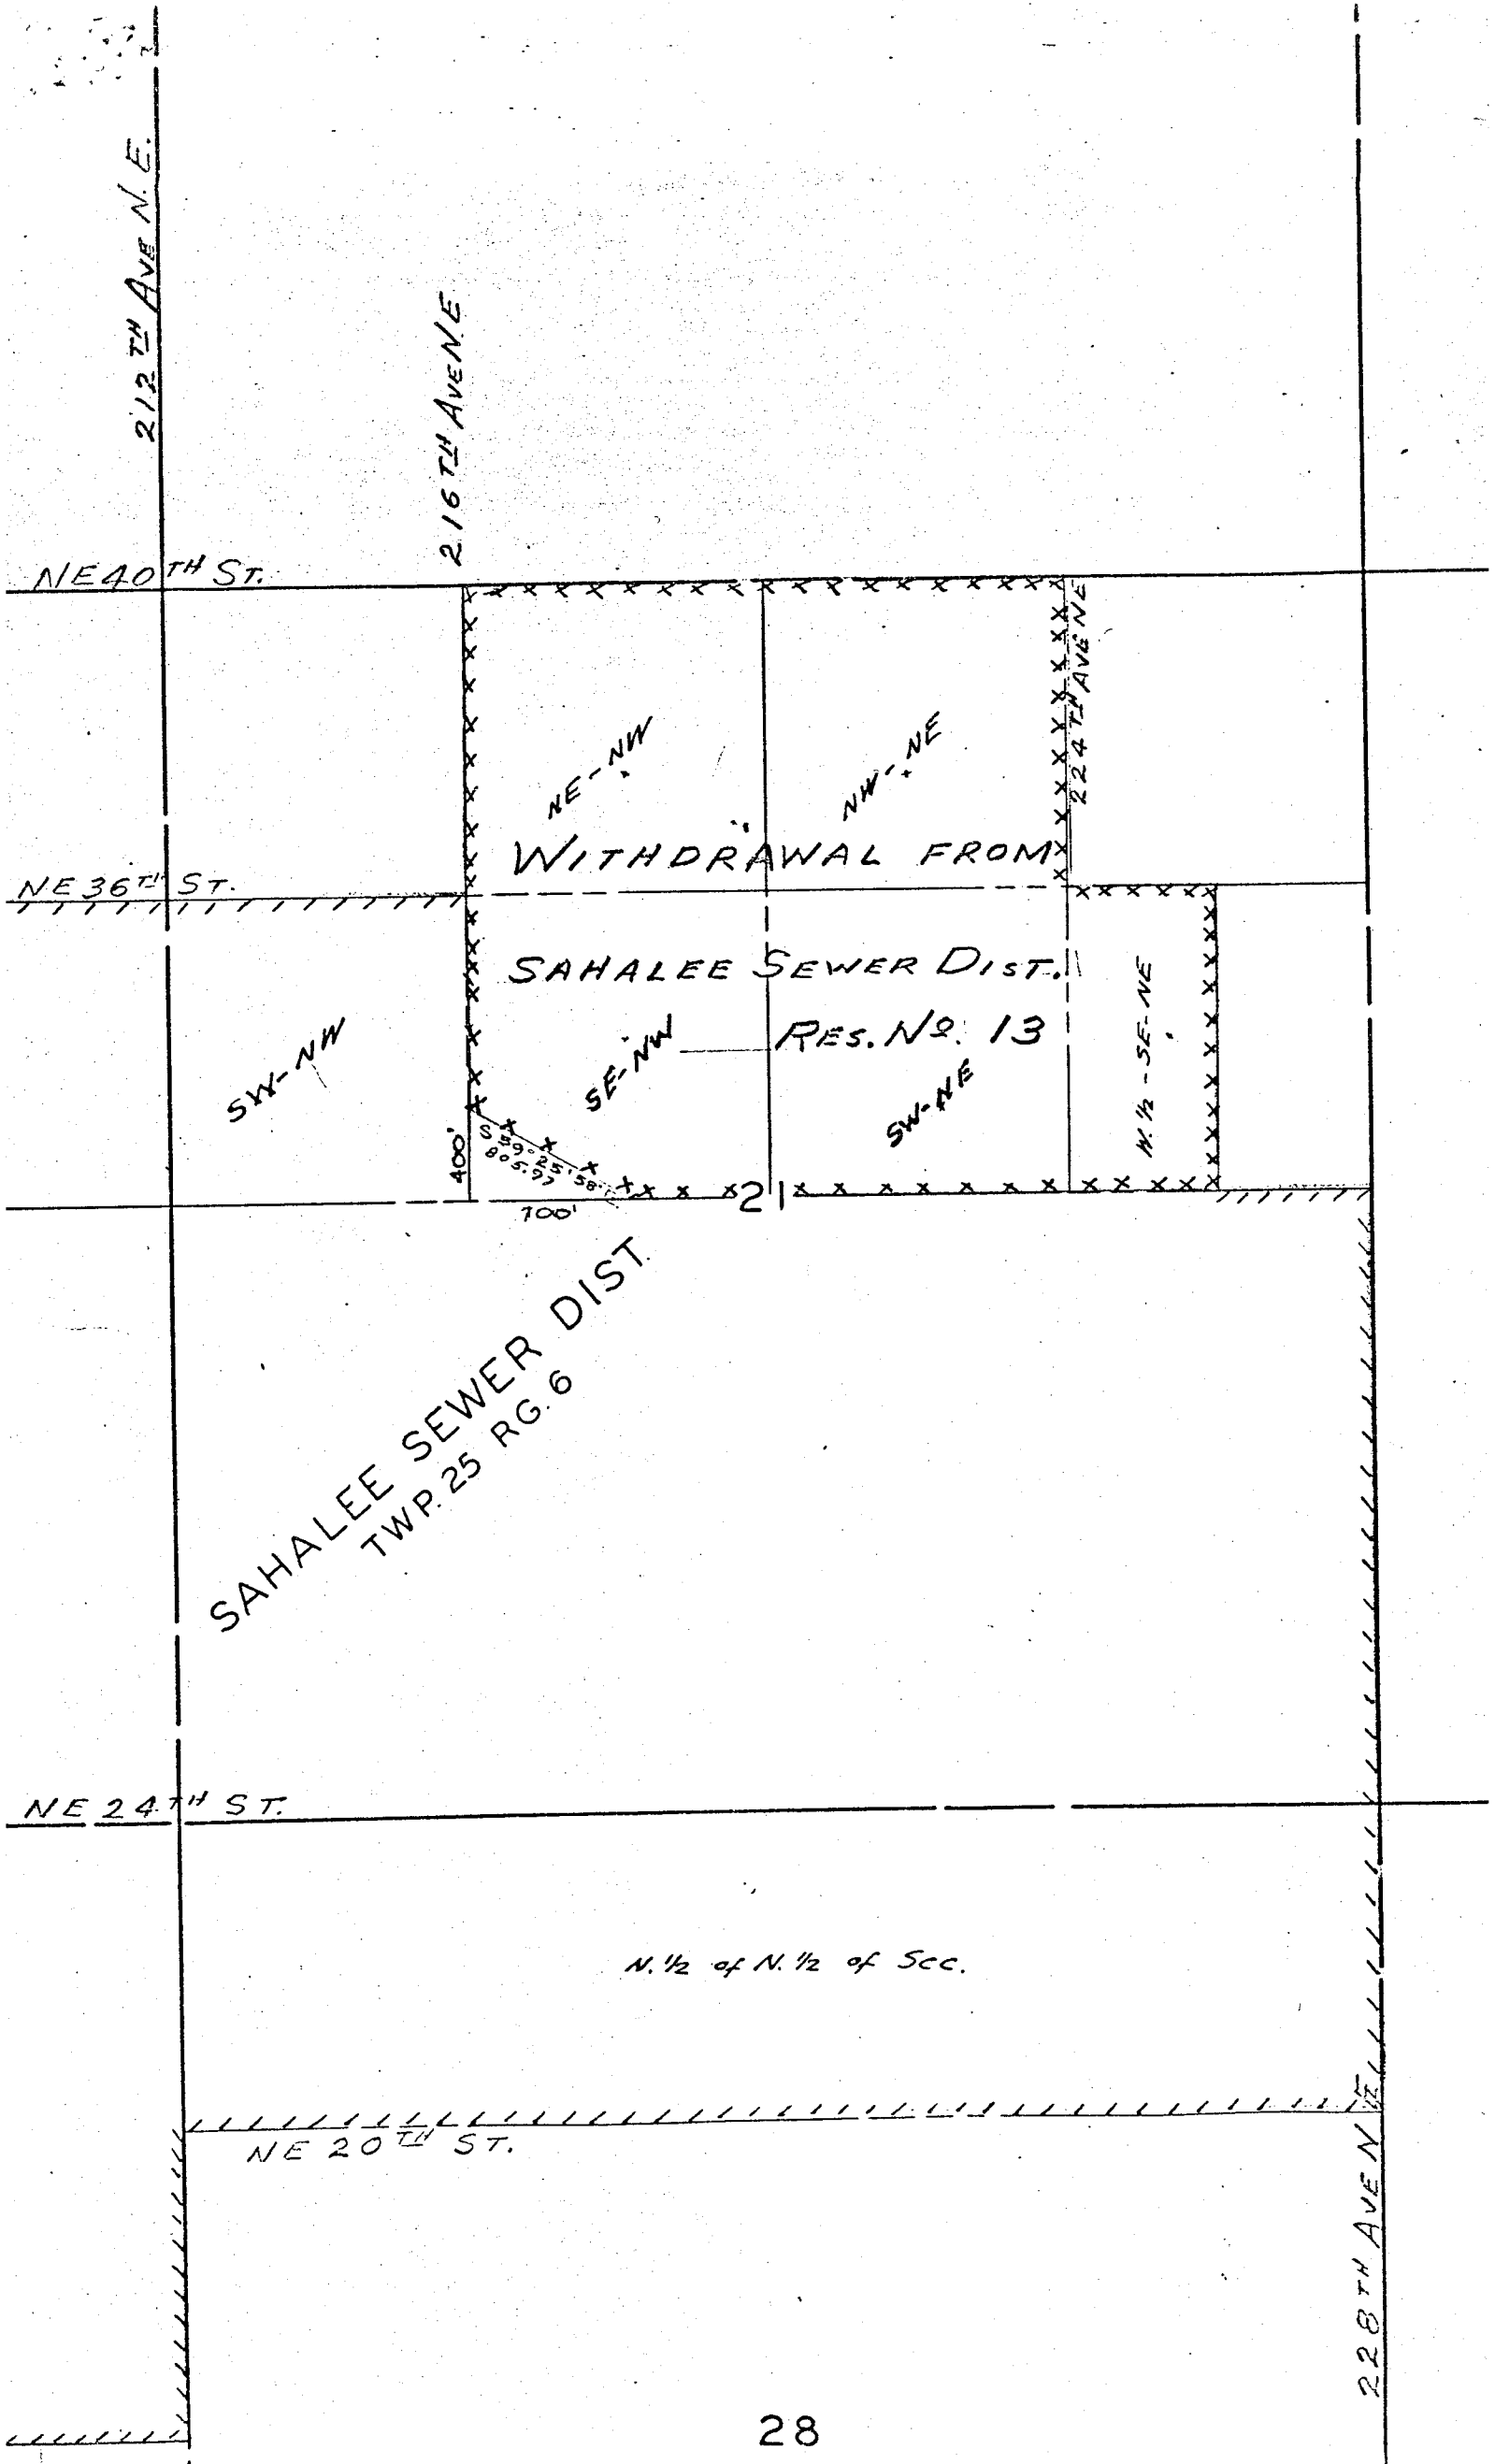 212TH AVE N.E.
216TH AVE N.E
NE 40TH ST.
224TH AVE NE
NE-NW
NW-NE
WITHDRAWAL FROM
NE 36TH ST.
SAHALEE SEWER DIST.
RES. NO. 13
SW-NW
SE-NW
SW-NE
W. 1/2 - SE-NE
400'
S 59° 25' 58"
805.97
700'
21
SAHALEE SEWER DIST.
TWP. 25 RG. 6
NE 24TH ST.
N. 1/2 of N. 1/2 of Sec.
NE 20TH ST.
228TH AVE NE
28